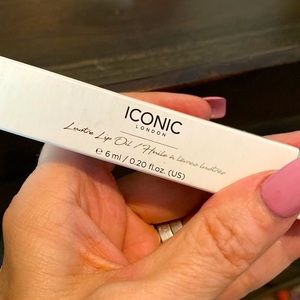 ICONIC
LONDON
Lustre Lip Oil / Huile à lèvres lustrée
℮ 6 ml / 0.20 fl.oz. (US)